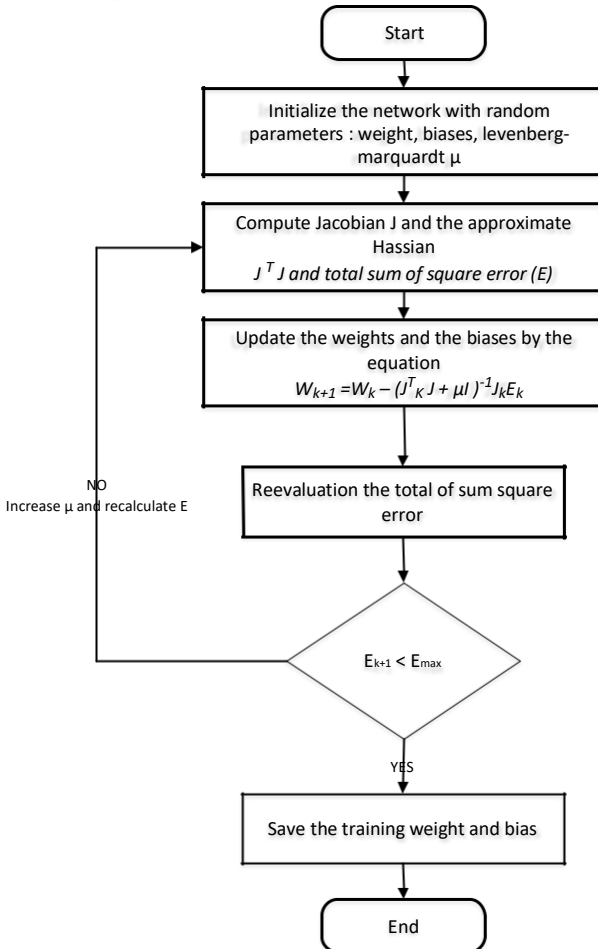 Start
Initialize the network with random
parameters : weight, biases, levenberg-
marquardt µ
Compute Jacobian J and the approximate
Hassian
J ᵀ J and total sum of square error (E)
Update the weights and the biases by the
equation
Wₖ₊₁ =Wₖ – (Jᵀ_K J + µI )⁻¹JₖEₖ
NO
Increase µ and recalculate E
Reevaluation the total of sum square
error
Eₖ₊₁ < Eₘₐₓ
YES
Save the training weight and bias
End